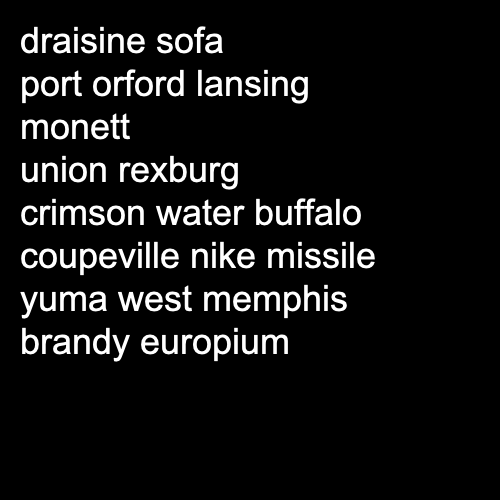 draisine sofa
port orford lansing
monett
union rexburg
crimson water buffalo
coupeville nike missile
yuma west memphis
brandy europium